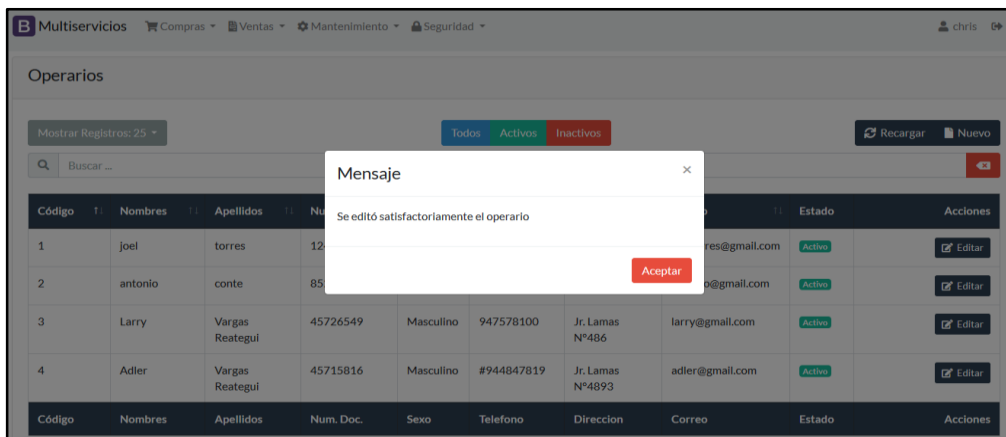 B Multiservicios Compras Ventas Mantenimiento Seguridad chris
Operarios
Mostrar Registros: 25 Todos Activos Inactivos Recargar Nuevo
Buscar ...
Mensaje ×
Se editó satisfactoriamente el operario
Aceptar
Código Nombres Apellidos Estado Acciones
1 joel torres Activo Editar
2 antonio conte Activo Editar
3 Larry Vargas 45726549 Masculino 947578100 Jr. Lamas larry@gmail.com Activo Editar
Reategui N°486
4 Adler Vargas 45715816 Masculino #944847819 Jr. Lamas adler@gmail.com Activo Editar
Reategui N°4893
Código Nombres Apellidos Num. Doc. Sexo Telefono Direccion Correo Estado Acciones